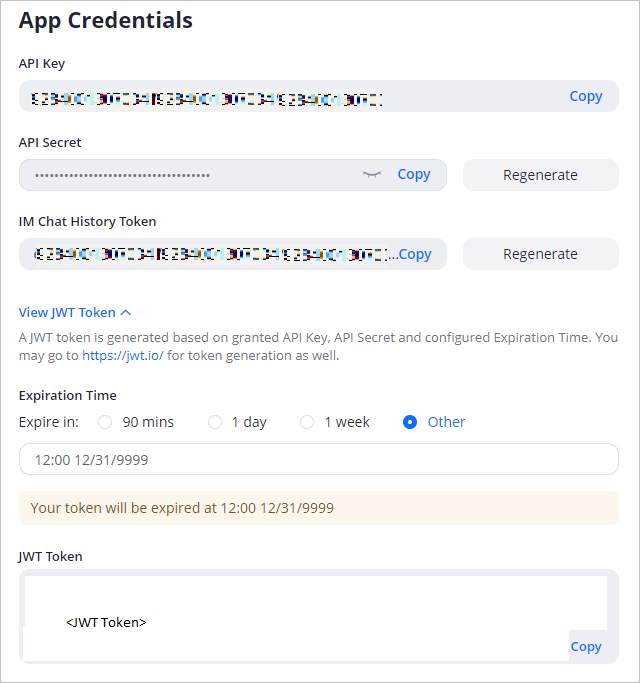 App Credentials
API Key
Copy
API Secret
•••••••••••••••••••••••••••••••••••
Copy
Regenerate
IM Chat History Token
...Copy
Regenerate
View JWT Token
A JWT token is generated based on granted API Key, API Secret and configured Expiration Time. You
may go to https://jwt.io/ for token generation as well.
Expiration Time
Expire in: 90 mins 1 day 1 week Other
12:00 12/31/9999
Your token will be expired at 12:00 12/31/9999
JWT Token
<JWT Token>
Copy